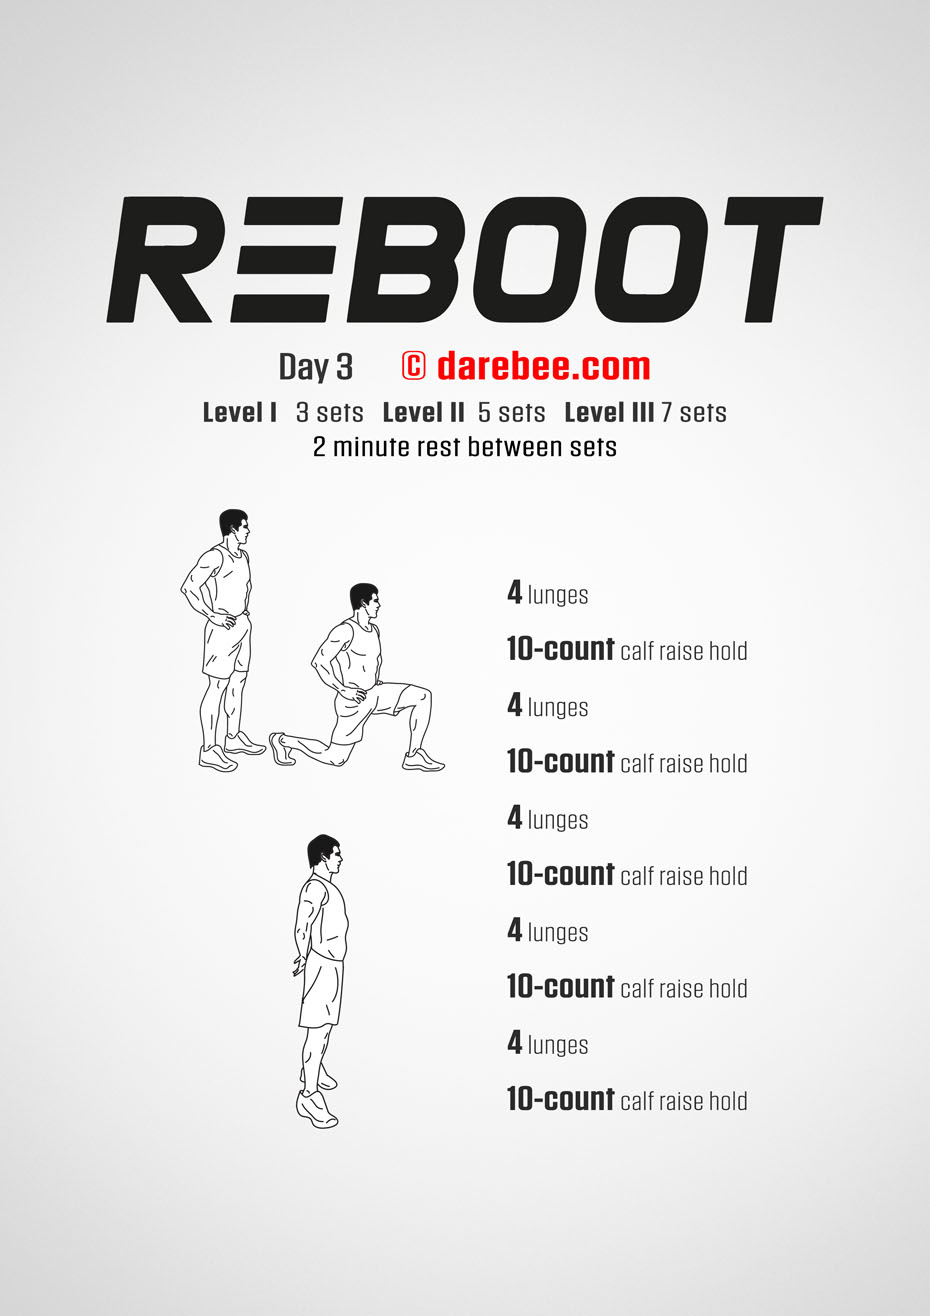 REBOOT
Day 3 © darebee.com
Level I 3 sets Level II 5 sets Level III 7 sets
2 minute rest between sets
4 lunges
10-count calf raise hold
4 lunges
10-count calf raise hold
4 lunges
10-count calf raise hold
4 lunges
10-count calf raise hold
4 lunges
10-count calf raise hold